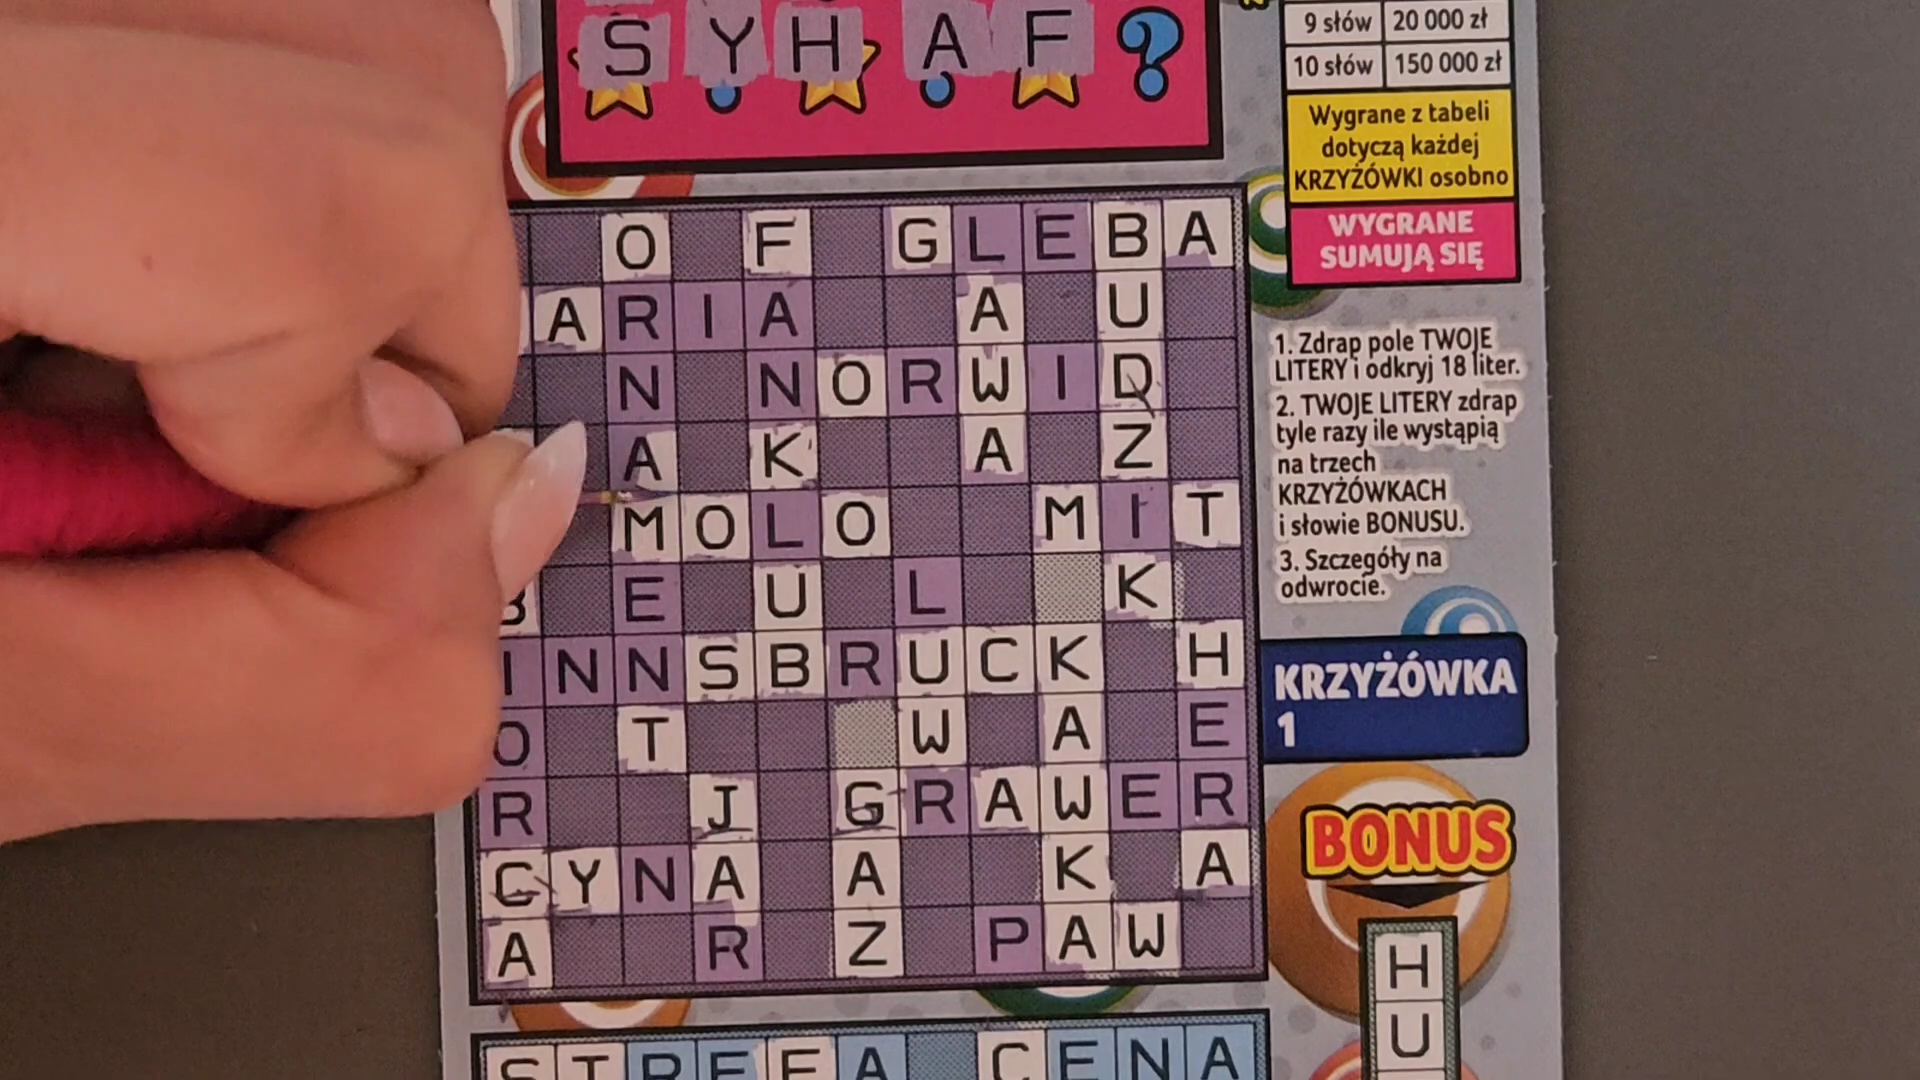 S Y H A F ?
9 słów 20 000 zł
10 słów 150 000 zł
Wygrane z tabeli
dotyczą każdej
KRZYŻÓWKI osobno
WYGRANE
SUMUJĄ SIĘ
O F G L E B A
A R I A A U
N N O R W I D
A K A Z
M O L O M I T
B E U L K
I N N S B R U C K H
O T W A E
R J G R A W E R
C Y N A A K A
A R Z P A W
1. Zdrap pole TWOJE
LITERY i odkryj 18 liter.
2. TWOJE LITERY zdrap
tyle razy ile wystąpią
na trzech
KRZYŻÓWKACH
i słowie BONUSU.
3. Szczegóły na
odwrocie.
KRZYŻÓWKA
1
BONUS
H
U
S T R E F A C E N A